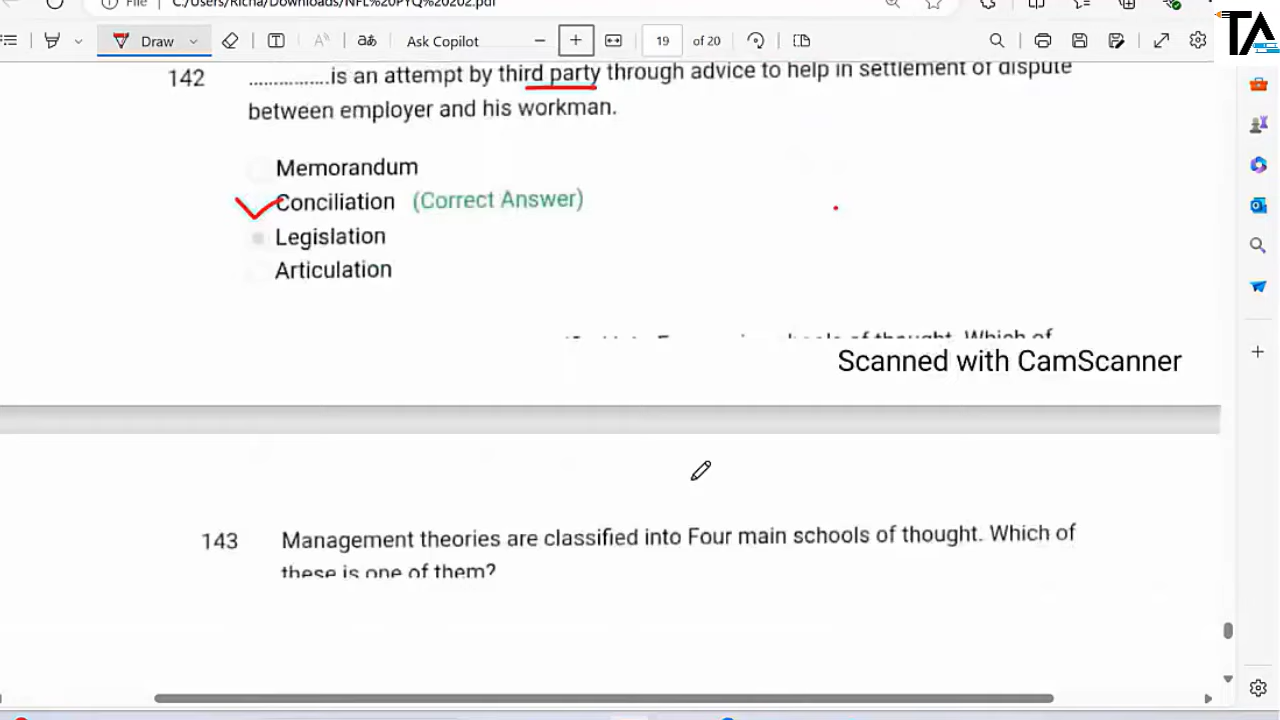 File
C:/Users/Richa/Downloads/NFL%20PYQ%202.pdf
Draw
Ask Copilot
19
of 20
TA
142
................is an attempt by third party through advice to help in settlement of dispute
between employer and his workman.
Memorandum
Conciliation (Correct Answer)
Legislation
Articulation
Scanned with CamScanner
143
Management theories are classified into Four main schools of thought. Which of
these is one of them?